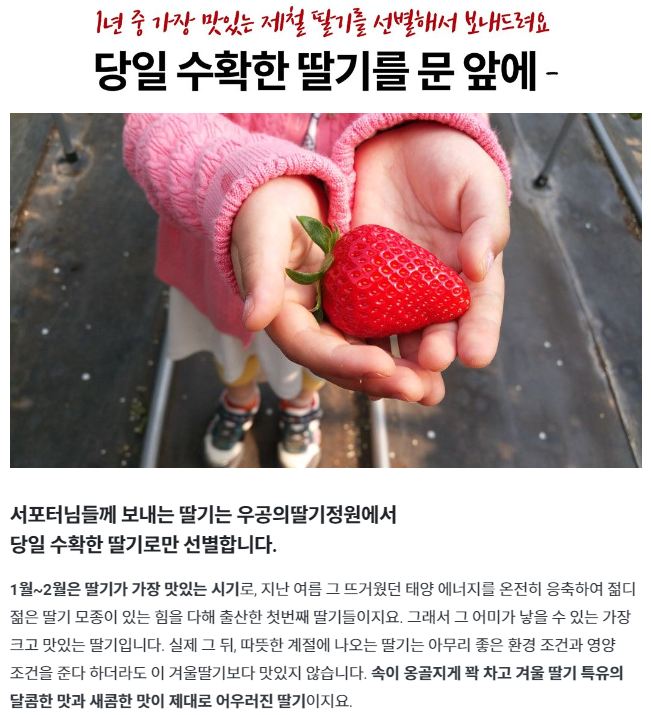 1년 중 가장 맛있는 제철 딸기를 선별해서 보내드려요
당일 수확한 딸기를 문 앞에 -
서포터님들께 보내는 딸기는 우공의딸기정원에서
당일 수확한 딸기로만 선별합니다.
1월~2월은 딸기가 가장 맛있는 시기로, 지난 여름 그 뜨거웠던 태양 에너지를 온전히 응축하여 젊디
젊은 딸기 모종이 있는 힘을 다해 출산한 첫번째 딸기들이지요. 그래서 그 어미가 낳을 수 있는 가장
크고 맛있는 딸기입니다. 실제 그 뒤, 따뜻한 계절에 나오는 딸기는 아무리 좋은 환경 조건과 영양
조건을 준다 하더라도 이 겨울딸기보다 맛있지 않습니다. 속이 옹골지게 꽉 차고 겨울 딸기 특유의
달콤한 맛과 새콤한 맛이 제대로 어우러진 딸기이지요.